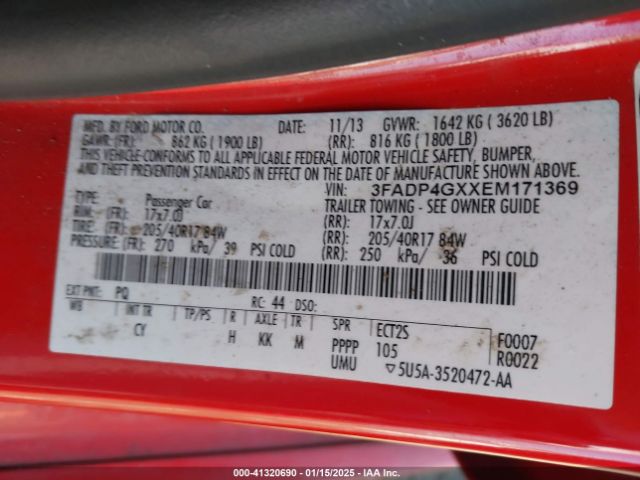 MFD. BY FORD MOTOR CO. DATE: 11/13 GVWR: 1642 KG ( 3620 LB)
GAWR: (FR): 862 KG ( 1900 LB) (RR): 816 KG ( 1800 LB)
THIS VEHICLE CONFORMS TO ALL APPLICABLE FEDERAL MOTOR VEHICLE SAFETY, BUMPER,
AND THEFT PREVENTION STANDARDS IN EFFECT ON THE DATE OF MANUFACTURE SHOWN ABOVE.
VIN: 3FADP4GXXEM171369
TYPE: Passenger Car TRAILER TOWING - SEE OWNER GUIDE
RIM: (FR): 17x7.0J (RR): 17x7.0J
TIRE: (FR): 205/40R17 84W (RR): 205/40R17 84W
PRESSURE: (FR): 270 kPa/ 39 PSI COLD (RR): 250 kPa/ 36 PSI COLD
EXT PNT: PQ RC: 44 DSO:
WB INT TR TP/PS R AXLE TR SPR ECT2S F0007
CY H KK M PPPP 105 R0022
UMU ▽5U5A-3520472-AA
000-41320690 - 01/15/2025 - IAA Inc.